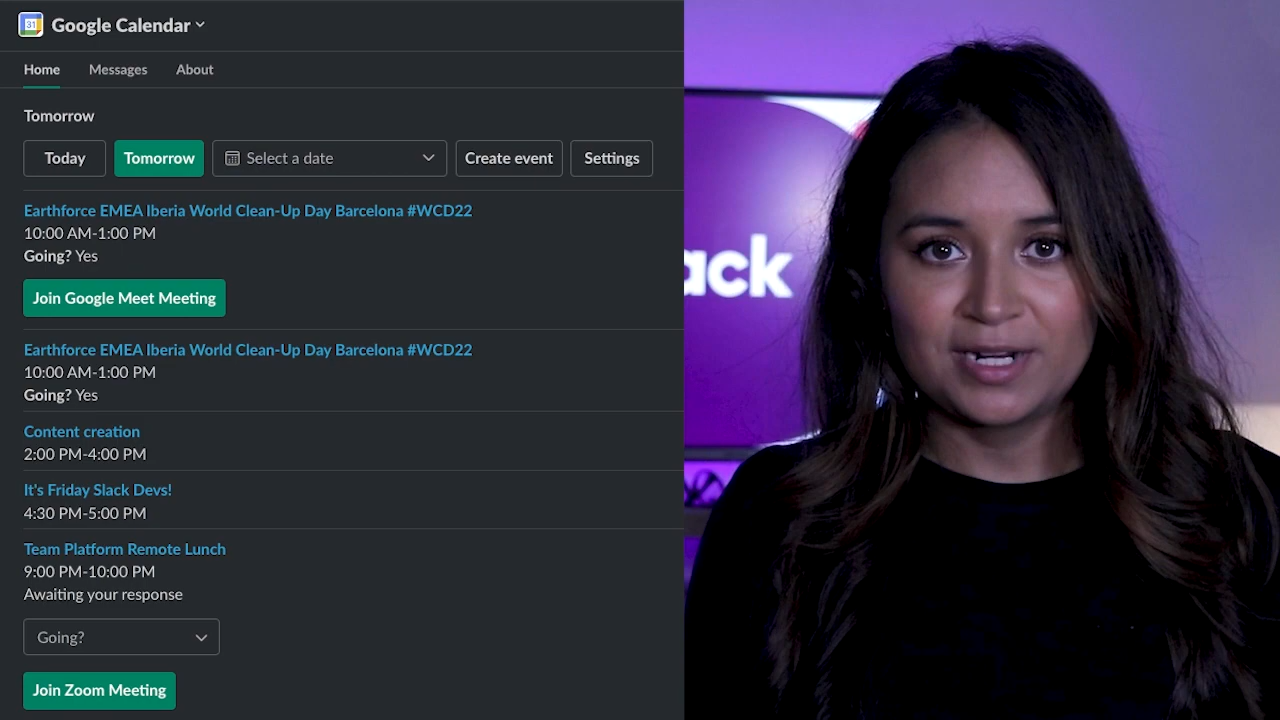 31
Google Calendar
Home Messages About
Tomorrow
Today Tomorrow Select a date Create event Settings
Earthforce EMEA Iberia World Clean-Up Day Barcelona #WCD22
10:00 AM-1:00 PM
Going? Yes
Join Google Meet Meeting
Earthforce EMEA Iberia World Clean-Up Day Barcelona #WCD22
10:00 AM-1:00 PM
Going? Yes
Content creation
2:00 PM-4:00 PM
It's Friday Slack Devs!
4:30 PM-5:00 PM
Team Platform Remote Lunch
9:00 PM-10:00 PM
Awaiting your response
Going?
Join Zoom Meeting
ack